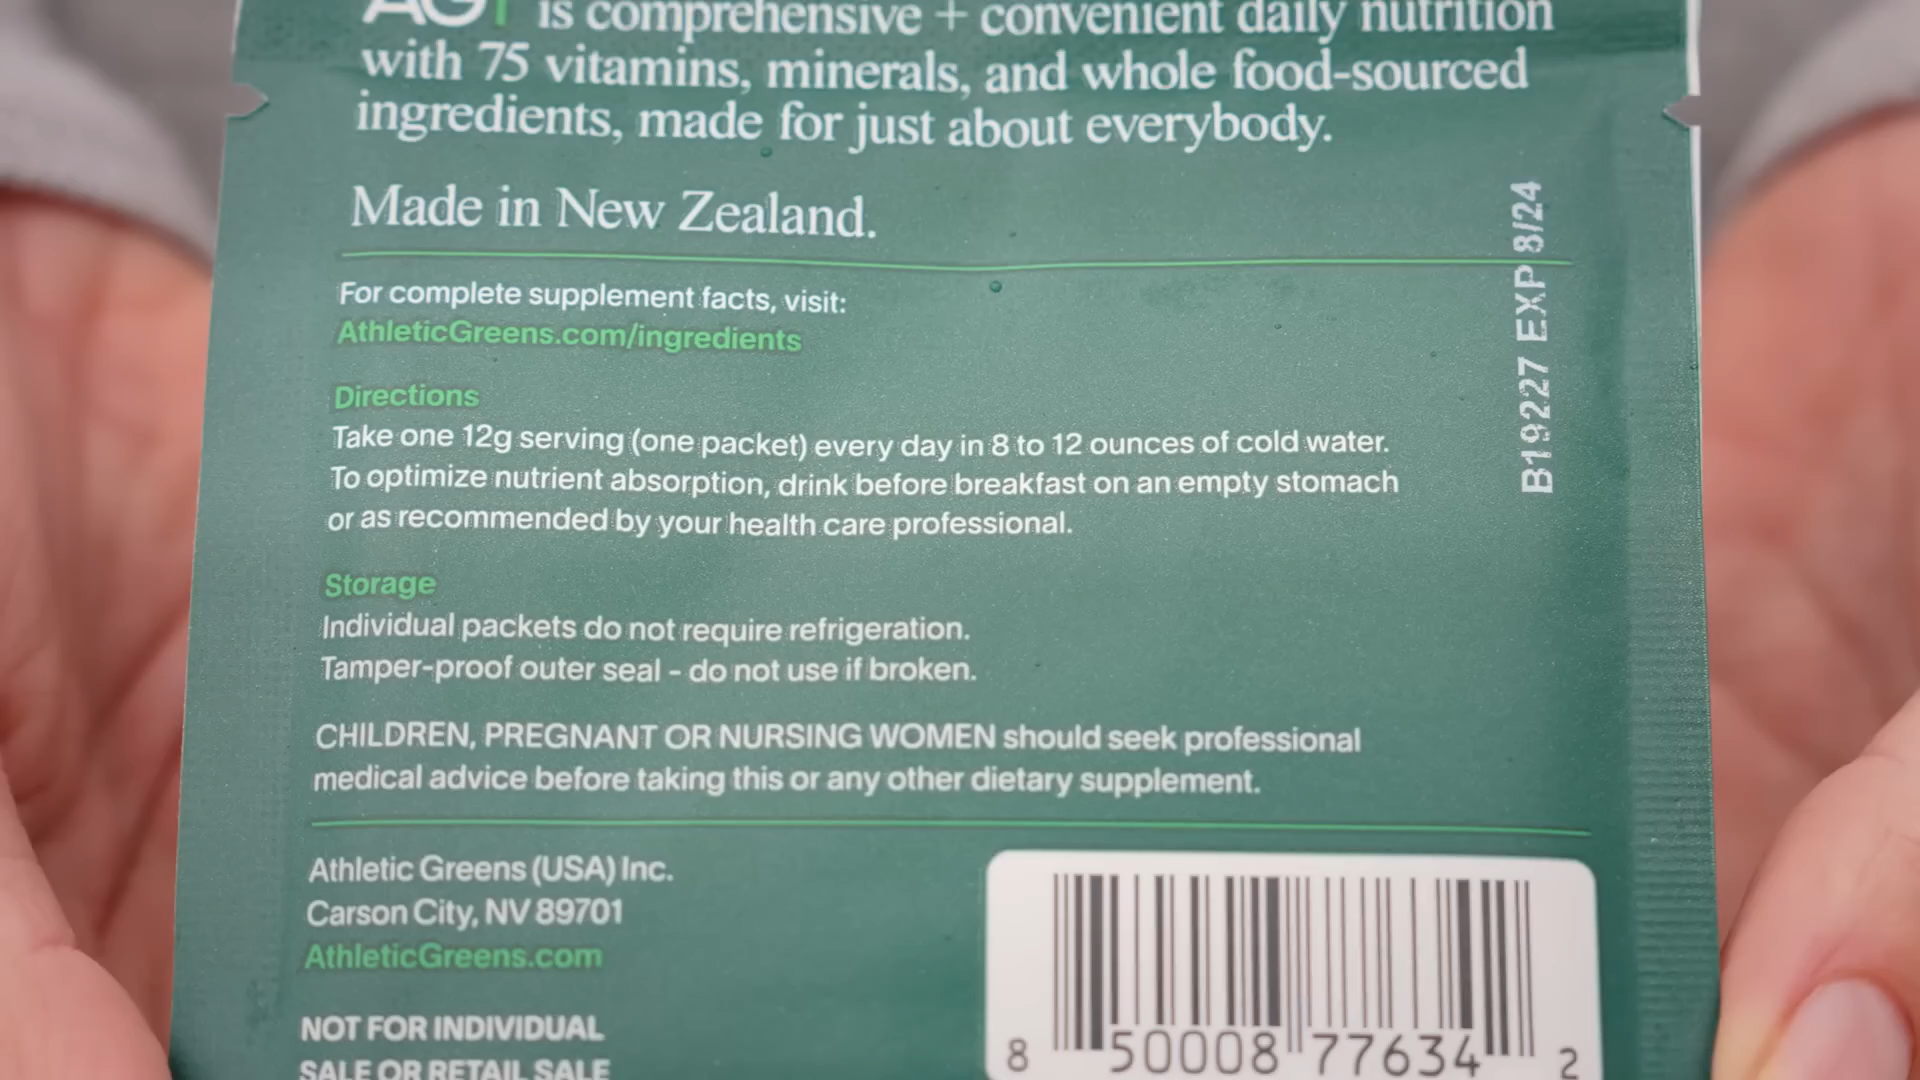 AG1 is comprehensive + convenient daily nutrition
with 75 vitamins, minerals, and whole food-sourced
ingredients, made for just about everybody.
Made in New Zealand.
For complete supplement facts, visit:
AthleticGreens.com/ingredients
Directions
Take one 12g serving (one packet) every day in 8 to 12 ounces of cold water.
To optimize nutrient absorption, drink before breakfast on an empty stomach
or as recommended by your health care professional.
Storage
Individual packets do not require refrigeration.
Tamper-proof outer seal - do not use if broken.
CHILDREN, PREGNANT OR NURSING WOMEN should seek professional
medical advice before taking this or any other dietary supplement.
Athletic Greens (USA) Inc.
Carson City, NV 89701
AthleticGreens.com
NOT FOR INDIVIDUAL
SALE OR RETAIL SALE
8 50008 77634 2
B19227 EXP 8/24